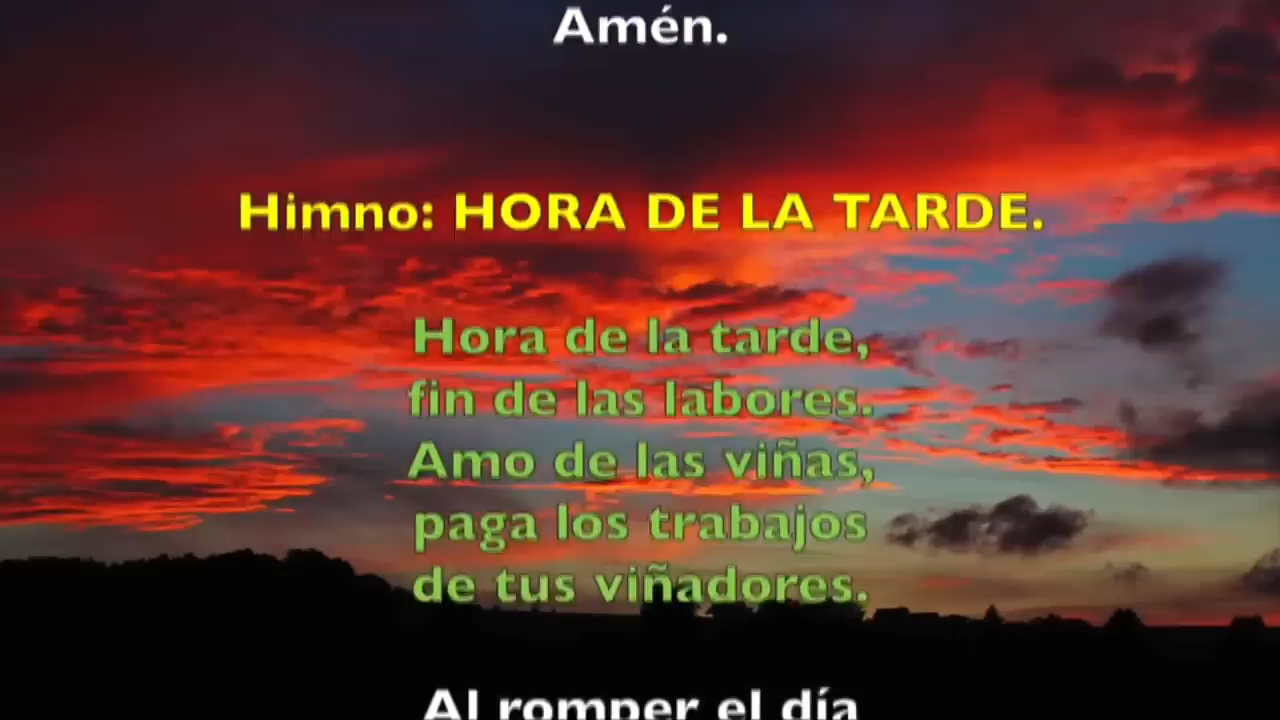 Amén.
Himno: HORA DE LA TARDE.
Hora de la tarde,
fin de las labores.
Amo de las viñas,
paga los trabajos
de tus viñadores.
Al romper el día